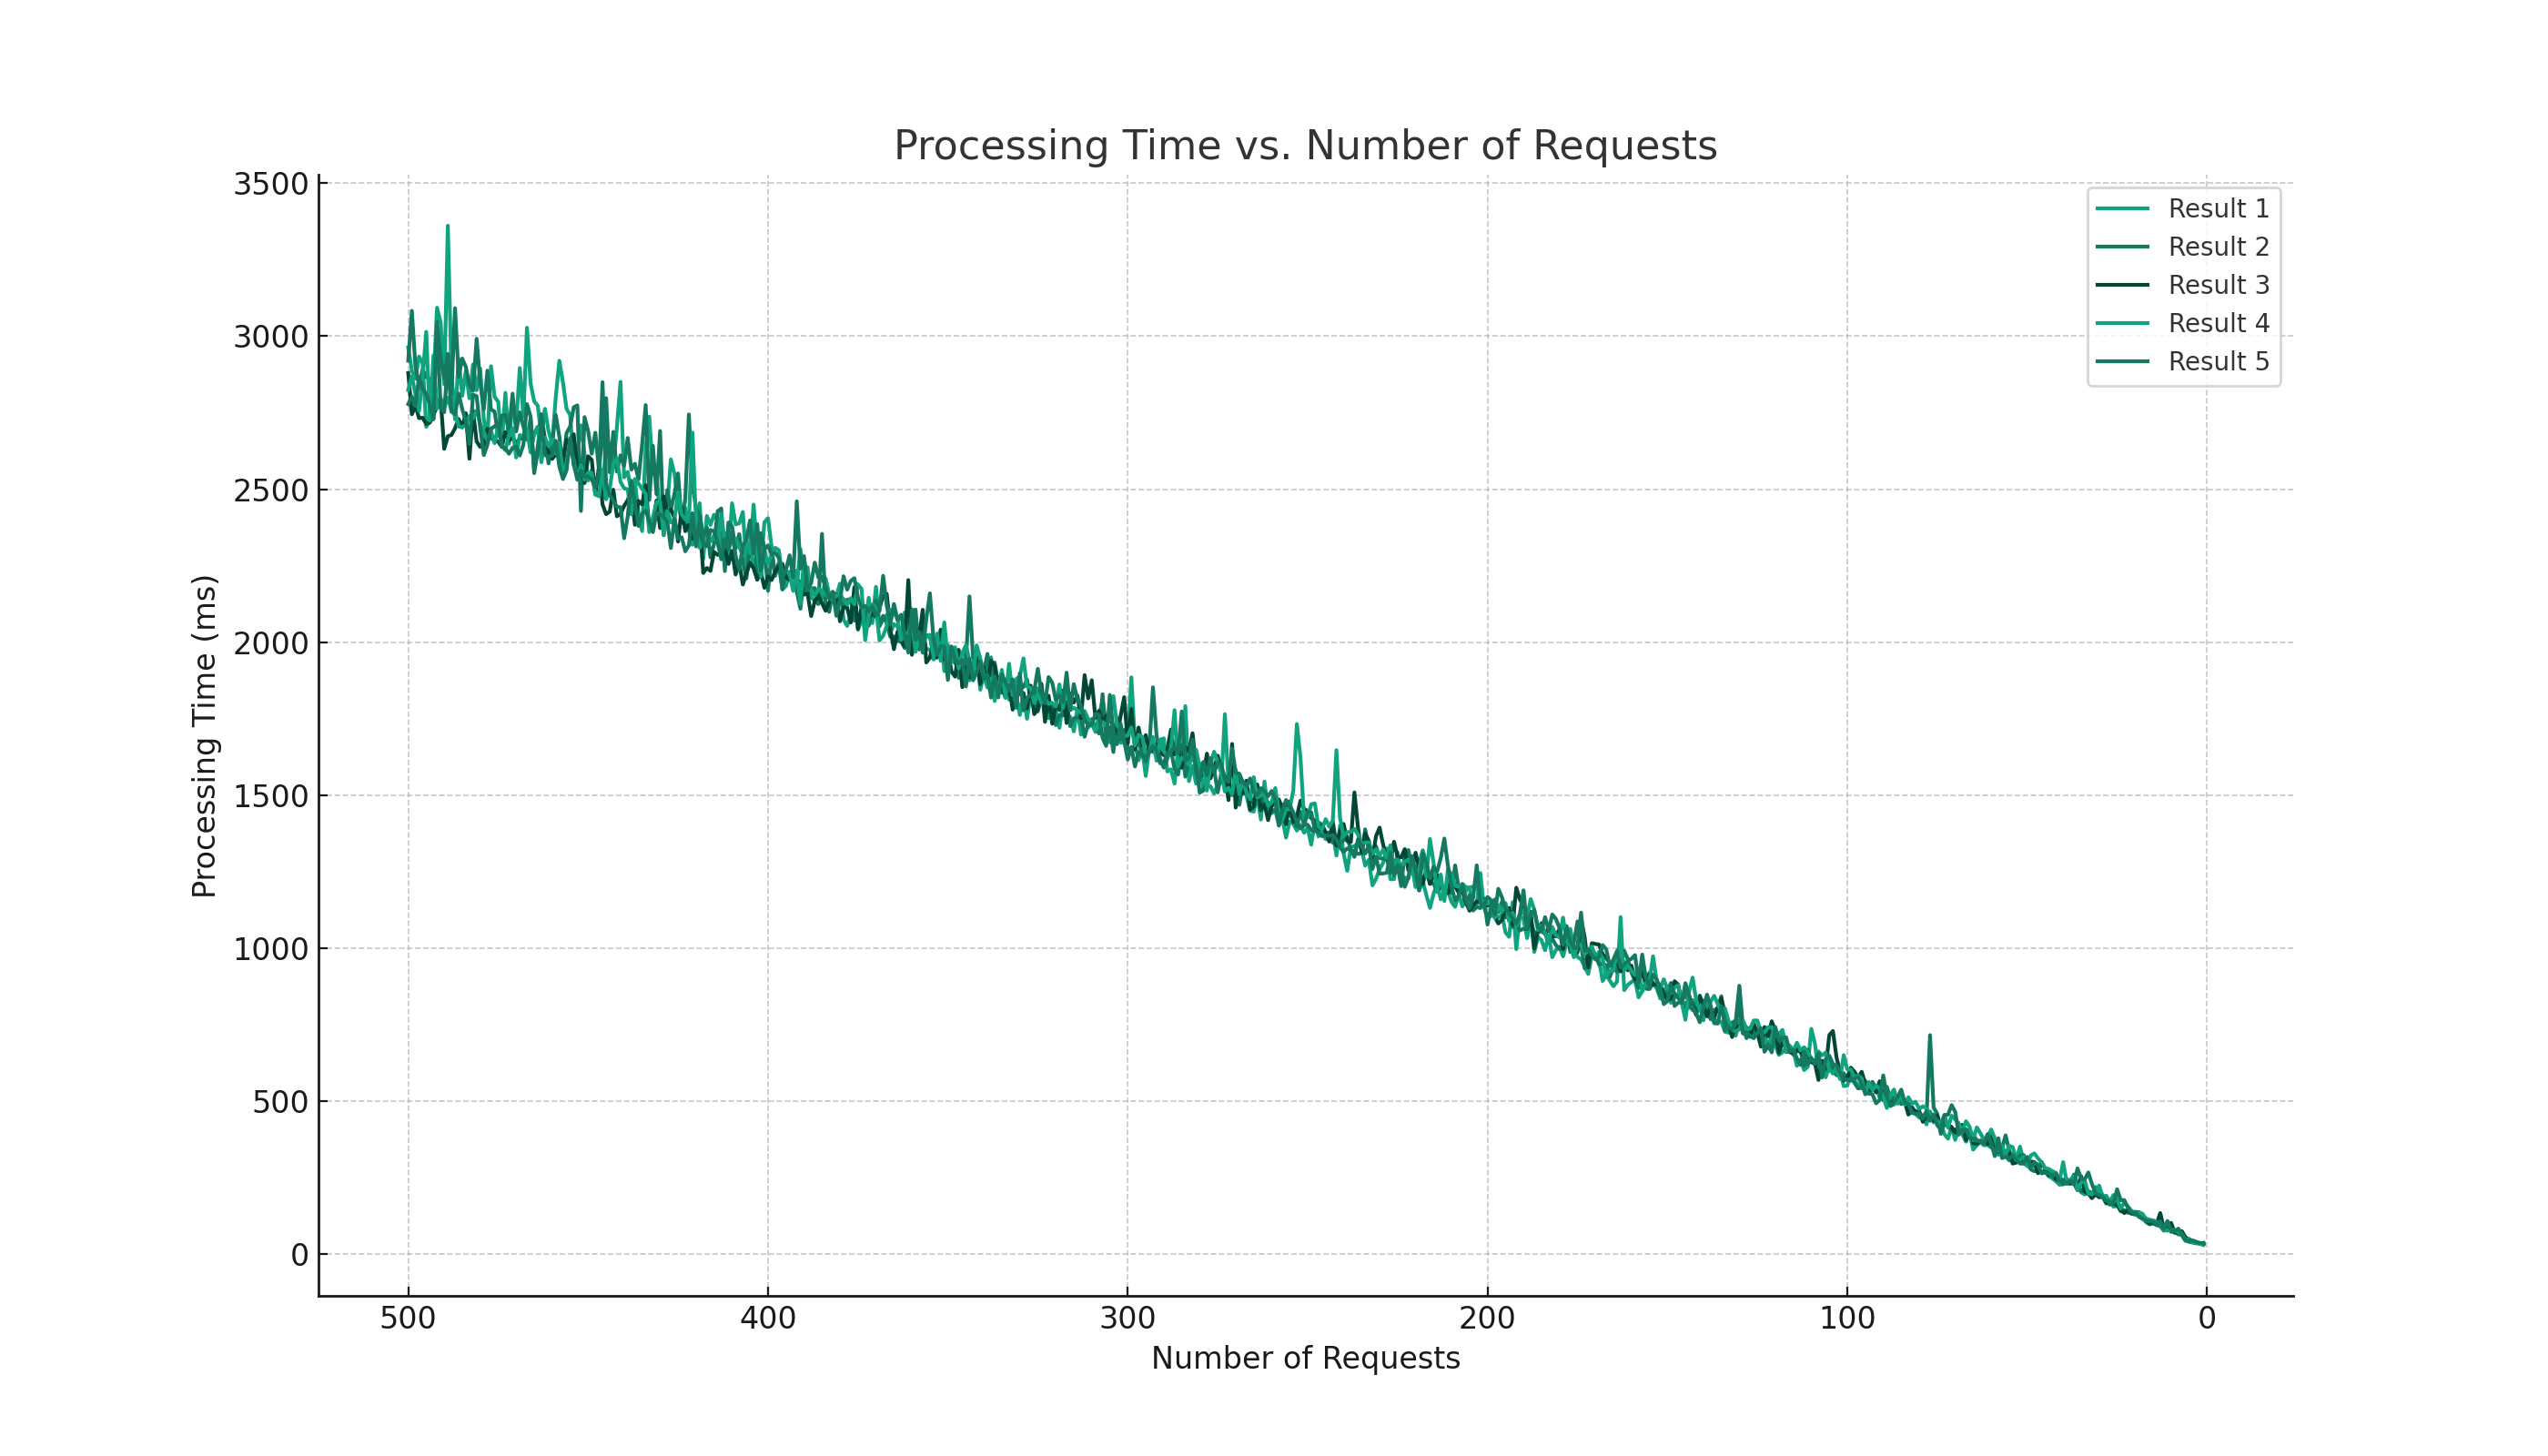 Processing Time vs. Number of Requests
3500
3000
2500
2000
1500
1000
500
0
Processing Time (ms)
Result 1
Result 2
Result 3
Result 4
Result 5
500 400 300 200 100 0
Number of Requests